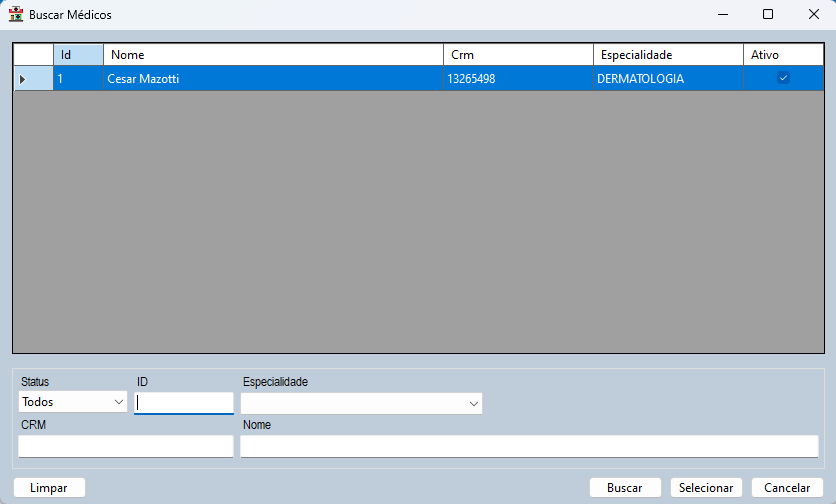 Buscar Médicos
Id Nome Crm Especialidade Ativo
1 Cesar Mazotti 13265498 DERMATOLOGIA
Status ID Especialidade
Todos
CRM Nome
Limpar Buscar Selecionar Cancelar